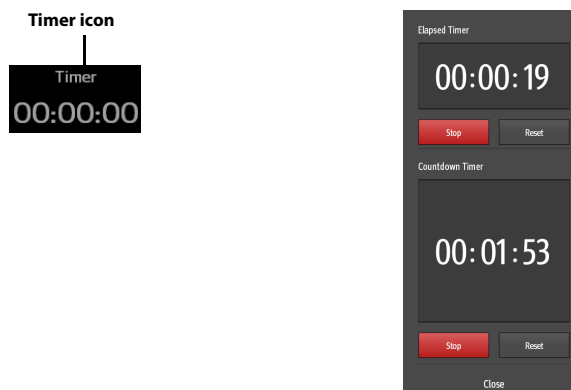 Timer icon
Timer
00:00:00
Elapsed Timer
00:00:19
Stop Reset
Countdown Timer
00:01:53
Stop Reset
Close